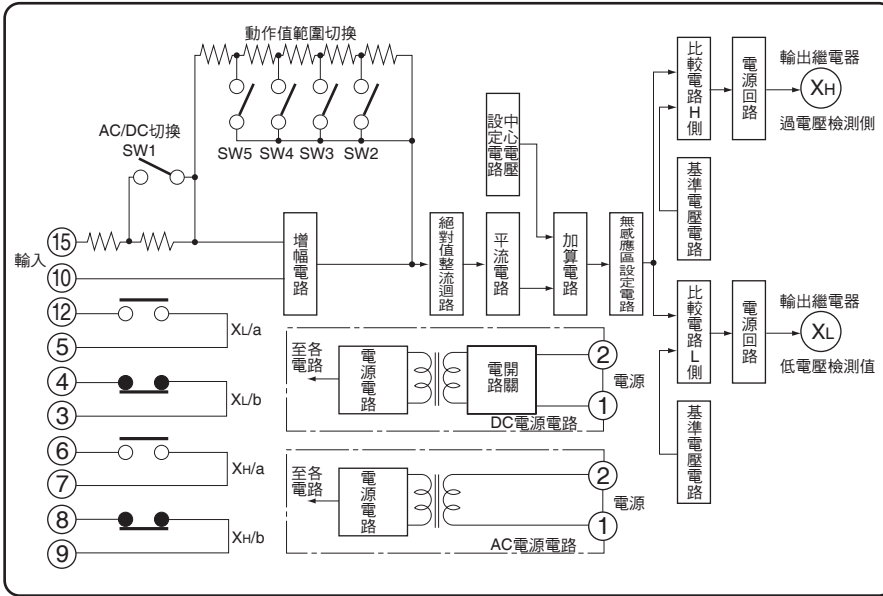 動作值範圍切換
AC/DC切換
SW1
SW5
SW4
SW3
SW2
輸入
15
10
12
5
4
3
6
7
8
9
XL/a
XL/b
XH/a
XH/b
增幅電路
絕對值整流迴路
平流電路
中心電壓
設定電路
加算電路
無感應區設定電路
比較電路H側
電源回路
輸出繼電器
XH
過電壓檢測側
基準電壓電路
比較電路L側
電源回路
輸出繼電器
XL
低電壓檢測值
基準電壓電路
至各
電路
電源電路
電開
路關
2
1
電源
DC電源電路
至各
電路
電源電路
2
1
電源
AC電源電路